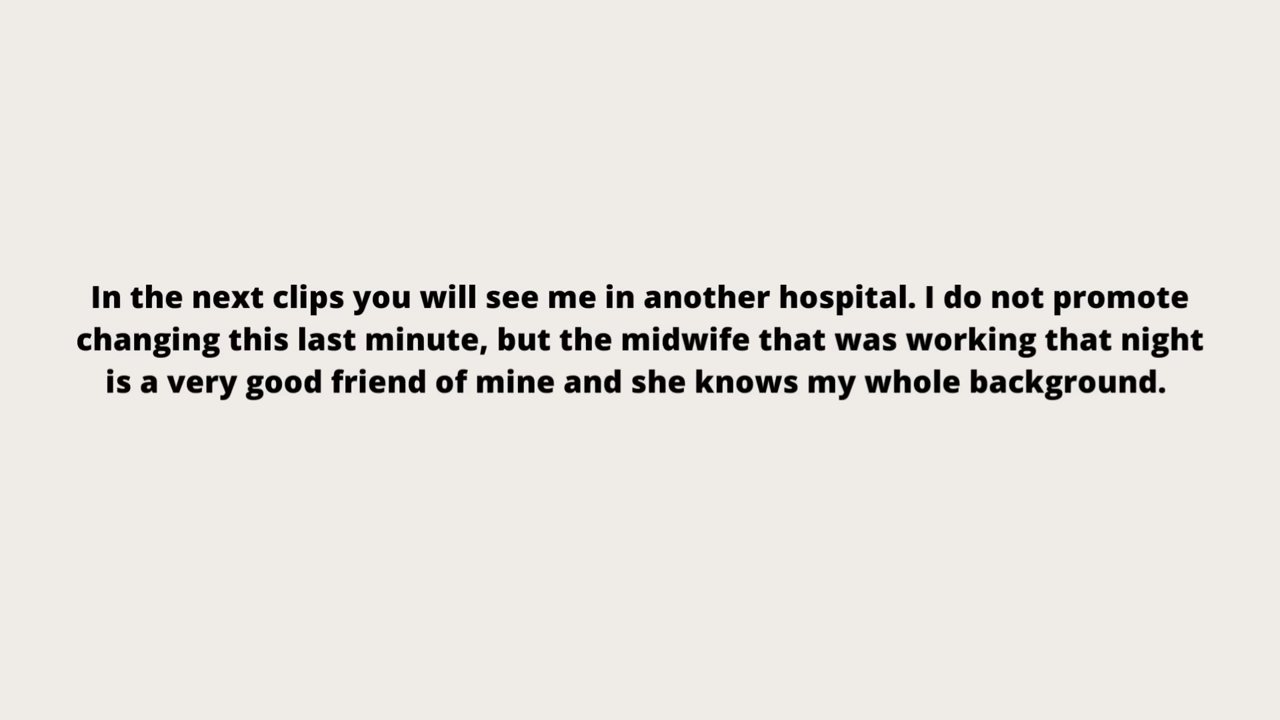 In the next clips you will see me in another hospital. I do not promote
changing this last minute, but the midwife that was working that night
is a very good friend of mine and she knows my whole background.